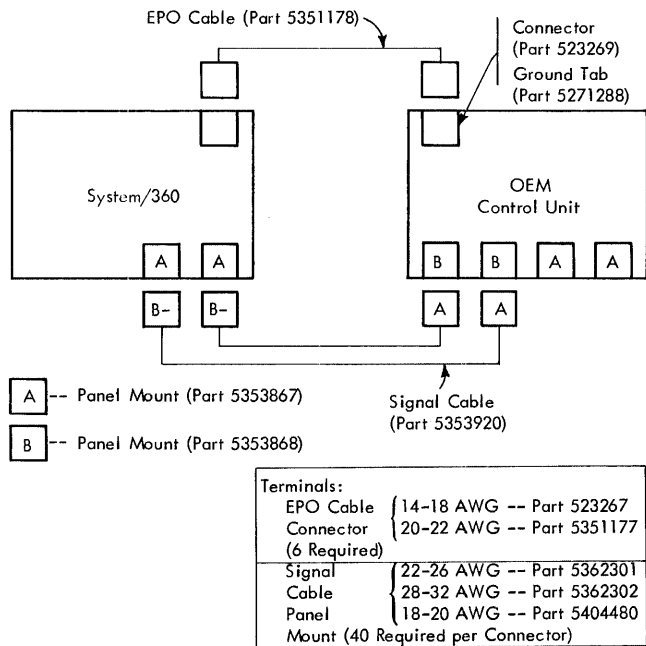 EPO Cable (Part 5351178)
Connector
(Part 523269)
Ground Tab
(Part 5271288)
System/360
OEM
Control Unit
A A
B B A A
B- B-
A A
A -- Panel Mount (Part 5353867)
Signal Cable
(Part 5353920)
B -- Panel Mount (Part 5353868)
Terminals:
EPO Cable 14-18 AWG -- Part 523267
Connector 20-22 AWG -- Part 5351177
(6 Required)
Signal 22-26 AWG -- Part 5362301
Cable 28-32 AWG -- Part 5362302
Panel 18-20 AWG -- Part 5404480
Mount (40 Required per Connector)